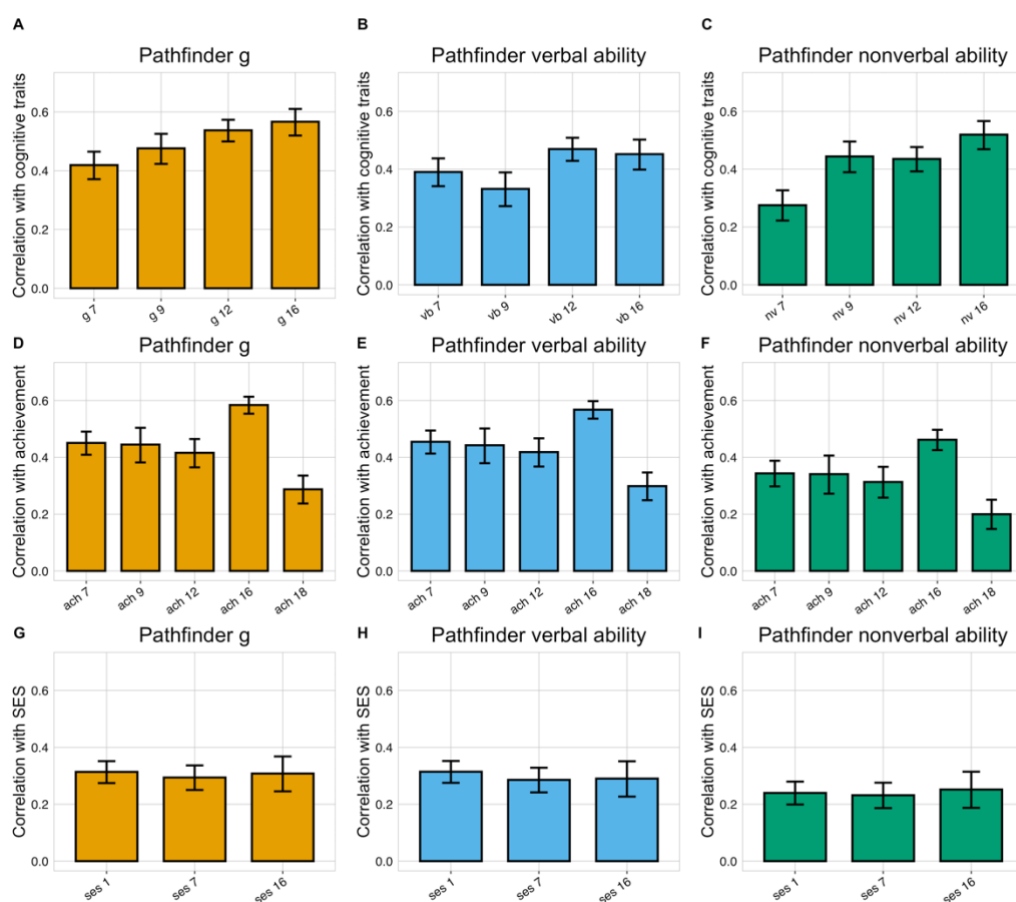 A
Pathfinder g
Correlation with cognitive traits
0.6
0.4
0.2
0.0
g 7
g 9
g 12
g 16
B
Pathfinder verbal ability
Correlation with cognitive traits
0.6
0.4
0.2
0.0
vb 7
vb 9
vb 12
vb 16
C
Pathfinder nonverbal ability
Correlation with cognitive traits
0.6
0.4
0.2
0.0
nv 7
nv 9
nv 12
nv 16
D
Pathfinder g
Correlation with achievement
0.6
0.4
0.2
0.0
ach 7
ach 9
ach 12
ach 16
ach 18
E
Pathfinder verbal ability
Correlation with achievement
0.6
0.4
0.2
0.0
ach 7
ach 9
ach 12
ach 16
ach 18
F
Pathfinder nonverbal ability
Correlation with achievement
0.6
0.4
0.2
0.0
ach 7
ach 9
ach 12
ach 16
ach 18
G
Pathfinder g
Correlation with SES
0.6
0.4
0.2
0.0
ses 1
ses 7
ses 16
H
Pathfinder verbal ability
Correlation with SES
0.6
0.4
0.2
0.0
ses 1
ses 7
ses 16
I
Pathfinder nonverbal ability
Correlation with SES
0.6
0.4
0.2
0.0
ses 1
ses 7
ses 16